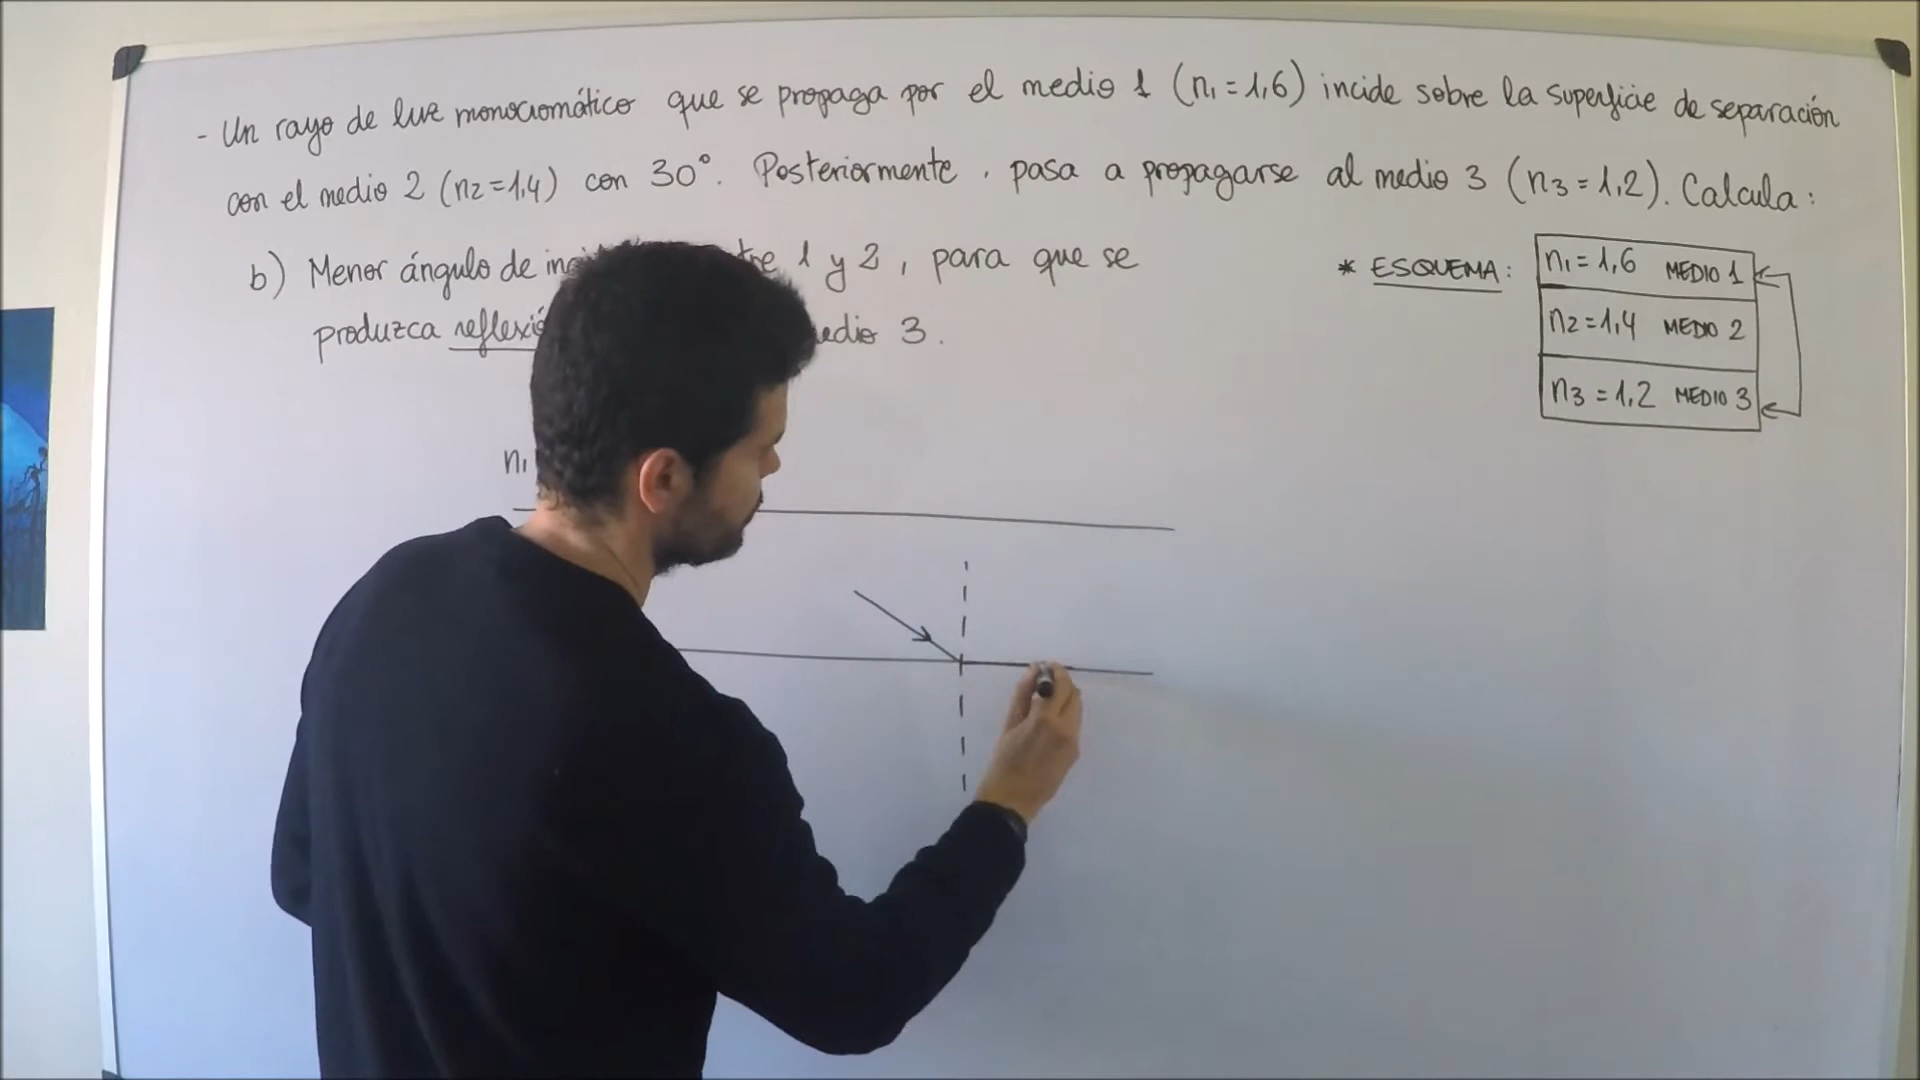 - Un rayo de luz monocromático que se propaga por el medio 1 (n₁ = 1,6) incide sobre la superficie de separación
con el medio 2 (n₂ = 1,4) con 30°. Posteriormente, pasa a propagarse al medio 3 (n₃ = 1,2). Calcula:
b) Menor ángulo de 1 y 2, para que se
produzca 3.
* ESQUEMA:
n₁ = 1,6 MEDIO 1
n₂ = 1,4 MEDIO 2
n₃ = 1,2 MEDIO 3
n₁